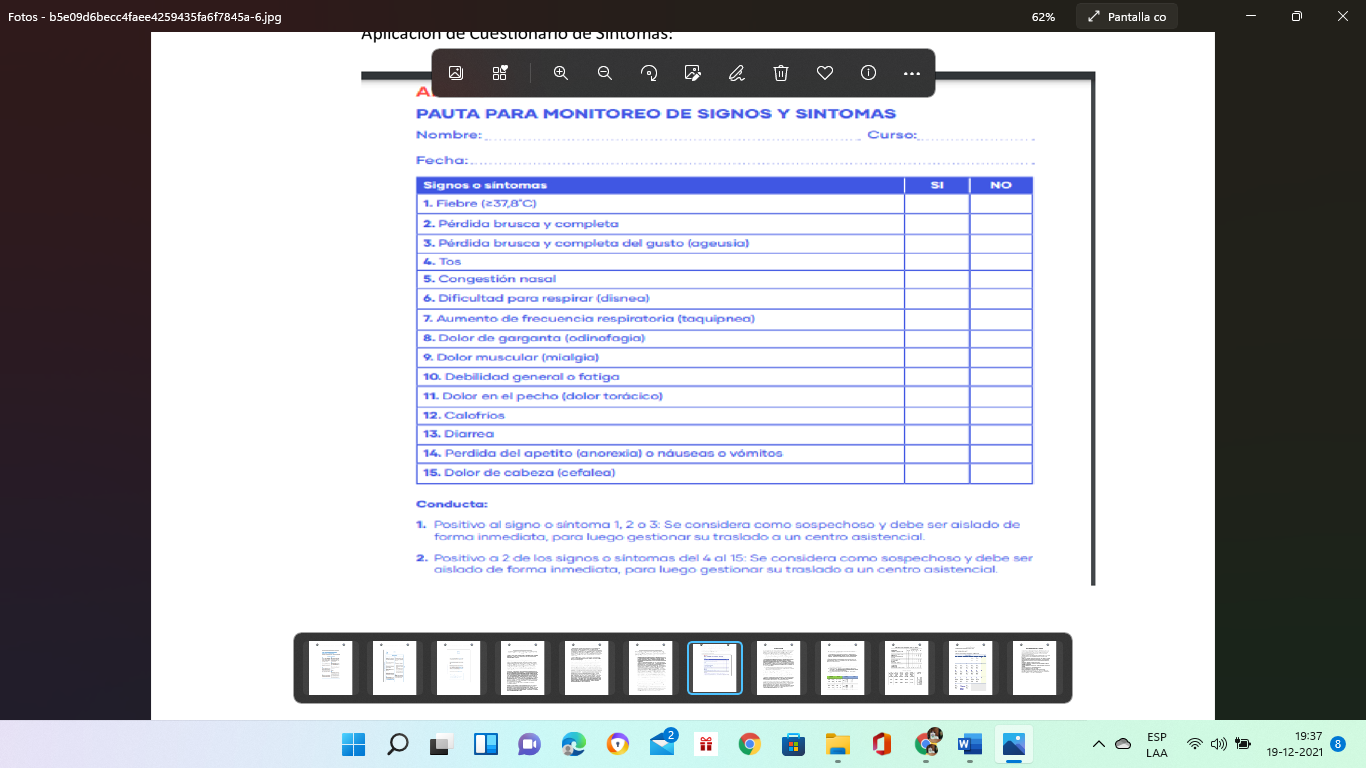 Fotos - b5e09d6becc4faee4259435fa6f7845a-6.jpg
62%
Pantalla co
Aplicación de Cuestionario de Síntomas:
A
PAUTA PARA MONITOREO DE SIGNOS Y SINTOMAS
Nombre: Curso:
Fecha:
Signos o síntomas SI NO
1. Fiebre (≥37,8°C)
2. Pérdida brusca y completa
3. Pérdida brusca y completa del gusto (ageusia)
4. Tos
5. Congestión nasal
6. Dificultad para respirar (disnea)
7. Aumento de frecuencia respiratoria (taquipnea)
8. Dolor de garganta (odinofagia)
9. Dolor muscular (mialgia)
10. Debilidad general o fatiga
11. Dolor en el pecho (dolor torácico)
12. Calofríos
13. Diarrea
14. Perdida del apetito (anorexia) o náuseas o vómitos
15. Dolor de cabeza (cefalea)
Conducta:
1. Positivo al signo o síntoma 1, 2 o 3: Se considera como sospechoso y debe ser aislado de
forma inmediata, para luego gestionar su traslado a un centro asistencial.
2. Positivo a 2 de los signos o síntomas del 4 al 15: Se considera como sospechoso y debe ser
aislado de forma inmediata, para luego gestionar su traslado a un centro asistencial.
2
ESP
LAA
19:37
19-12-2021
8